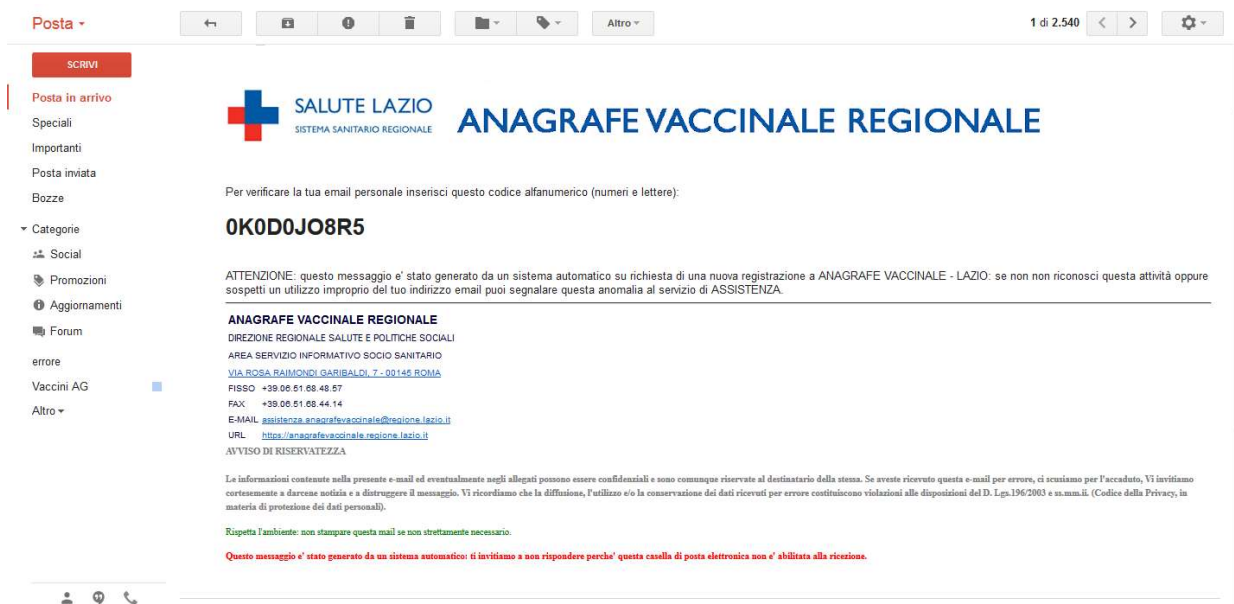 Posta
Altro
1 di 2.540
SCRIVI
Posta in arrivo
Speciali
Importanti
Posta inviata
Bozze
Categorie
Social
Promozioni
Aggiornamenti
Forum
errore
Vaccini AG
Altro
SALUTE LAZIO
SISTEMA SANITARIO REGIONALE
ANAGRAFE VACCINALE REGIONALE
Per verificare la tua email personale inserisci questo codice alfanumerico (numeri e lettere):
0K0D0JO8R5
ATTENZIONE: questo messaggio e' stato generato da un sistema automatico su richiesta di una nuova registrazione a ANAGRAFE VACCINALE - LAZIO: se non non riconosci questa attività oppure
sospetti un utilizzo improprio del tuo indirizzo email puoi segnalare questa anomalia al servizio di ASSISTENZA.
ANAGRAFE VACCINALE REGIONALE
DIREZIONE REGIONALE SALUTE E POLITICHE SOCIALI
AREA SERVIZIO INFORMATIVO SOCIO SANITARIO
VIA ROSA RAIMONDI GARIBALDI, 7 - 00145 ROMA
FISSO +39.06.51.68.48.57
FAX +39.06.51.68.44.14
E-MAIL assistenza.anagrafevaccinale@regione.lazio.it
URL https://anagrafevaccinale.regione.lazio.it
AVVISO DI RISERVATEZZA
Le informazioni contenute nella presente e-mail ed eventualmente negli allegati possono essere confidenziali e sono comunque riservate al destinatario della stessa. Se aveste ricevuto questa e-mail per errore, ci scusiamo per l'accaduto, Vi invitiamo
cortesemente a darcene notizia e a distruggere il messaggio. Vi ricordiamo che la diffusione, l'utilizzo e/o la conservazione dei dati ricevuti per errore costituiscono violazioni alle disposizioni del D. Lgs.196/2003 e ss.mm.ii. (Codice della Privacy, in
materia di protezione dei dati personali).
Rispetta l'ambiente: non stampare questa mail se non strettamente necessario.
Questo messaggio e' stato generato da un sistema automatico: ti invitiamo a non rispondere perche' questa casella di posta elettronica non e' abilitata alla ricezione.